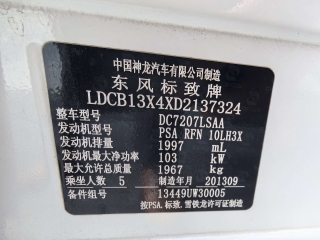 中国神龙汽车有限公司制造
东风标致牌
LDCB13X4XD2137324
整车型号 DC7207LSAA
发动机型号 PSA RFN 10LH3X
发动机排量 1997 mL
发动机最大净功率 103 kW
最大允许总质量 1967 kg
乘坐人数 5 制造年月 201309
备件组号 13449UW30005
按PSA.标致.雪铁龙许可证制造